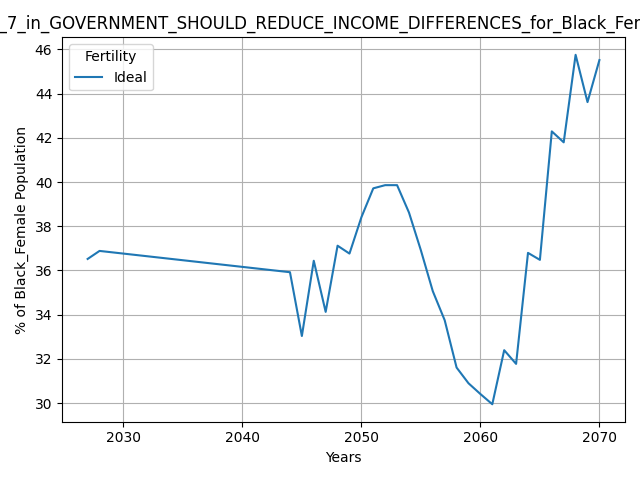 _7_in_GOVERNMENT_SHOULD_REDUCE_INCOME_DIFFERENCES_for_Black_Fem
Fertility
Ideal
46
44
42
40
38
36
34
32
30
% of Black_Female Population
2030
2040
2050
2060
2070
Years